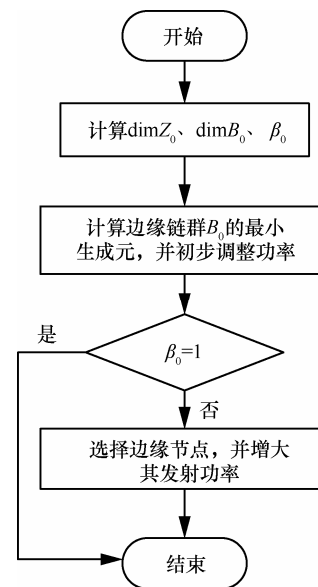 开始
计算dimZ₀、dimB₀、 β₀
计算边缘链群B₀的最小
生成元，并初步调整功率
是
β₀=1
否
选择边缘节点，并增大
其发射功率
结束